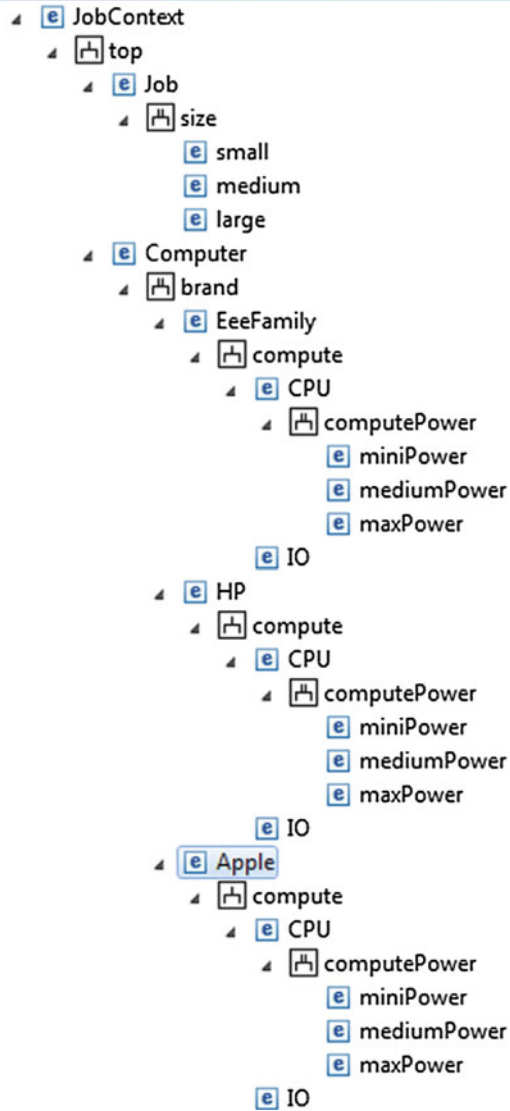 JobContext
top
Job
size
small
medium
large
Computer
brand
EeeFamily
compute
CPU
computePower
miniPower
mediumPower
maxPower
IO
HP
compute
CPU
computePower
miniPower
mediumPower
maxPower
IO
Apple
compute
CPU
computePower
miniPower
mediumPower
maxPower
IO